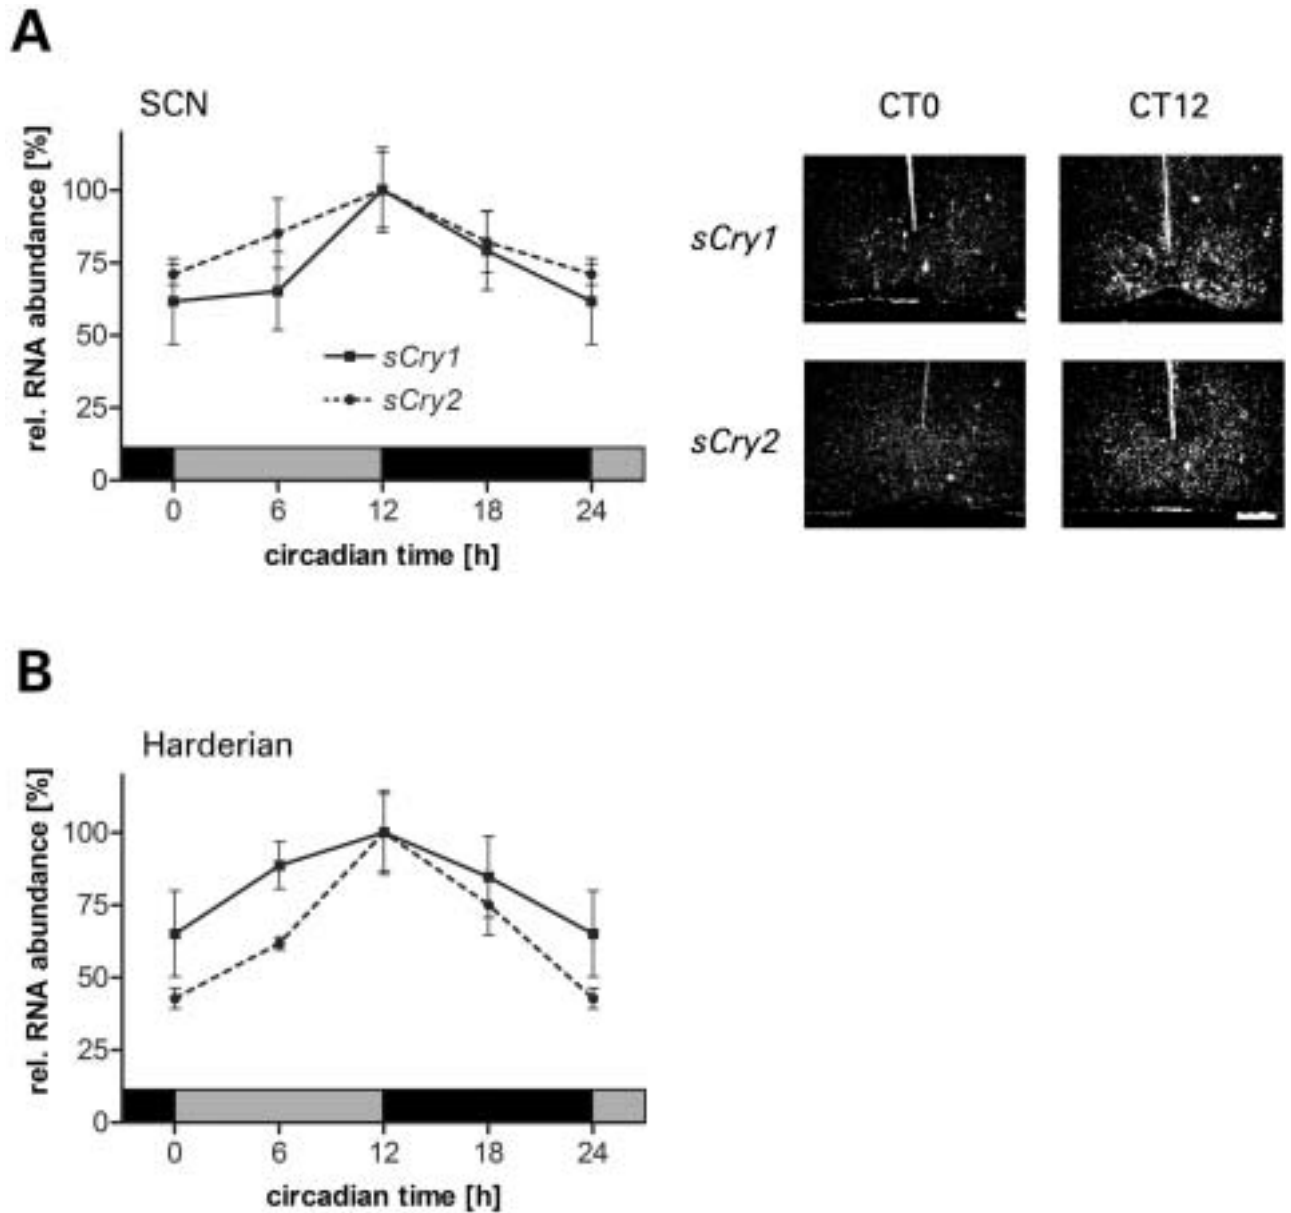 A
SCN
rel. RNA abundance [%]
100
75
50
25
0
sCry1
sCry2
0 6 12 18 24
circadian time [h]
CT0 CT12
sCry1
sCry2
B
Harderian
rel. RNA abundance [%]
100
75
50
25
0
0 6 12 18 24
circadian time [h]